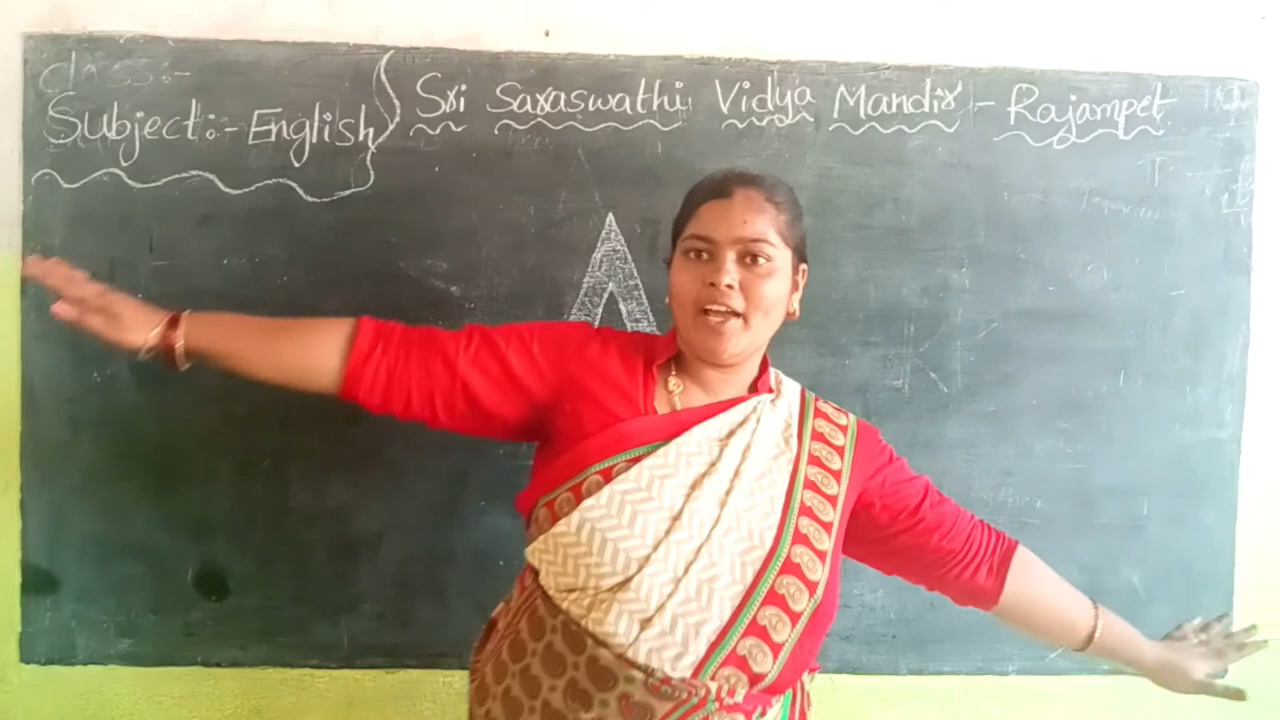 Class:-
Subject:- English
Sri Saraswathi Vidya Mandir - Rajampet
A